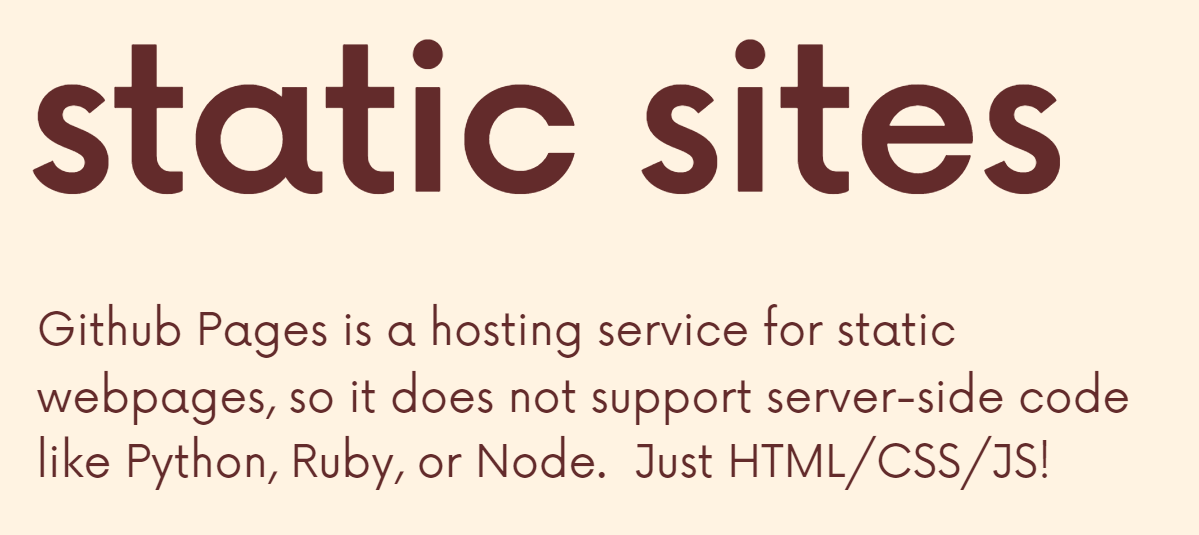 static sites
Github Pages is a hosting service for static
webpages, so it does not support server-side code
like Python, Ruby, or Node.  Just HTML/CSS/JS!